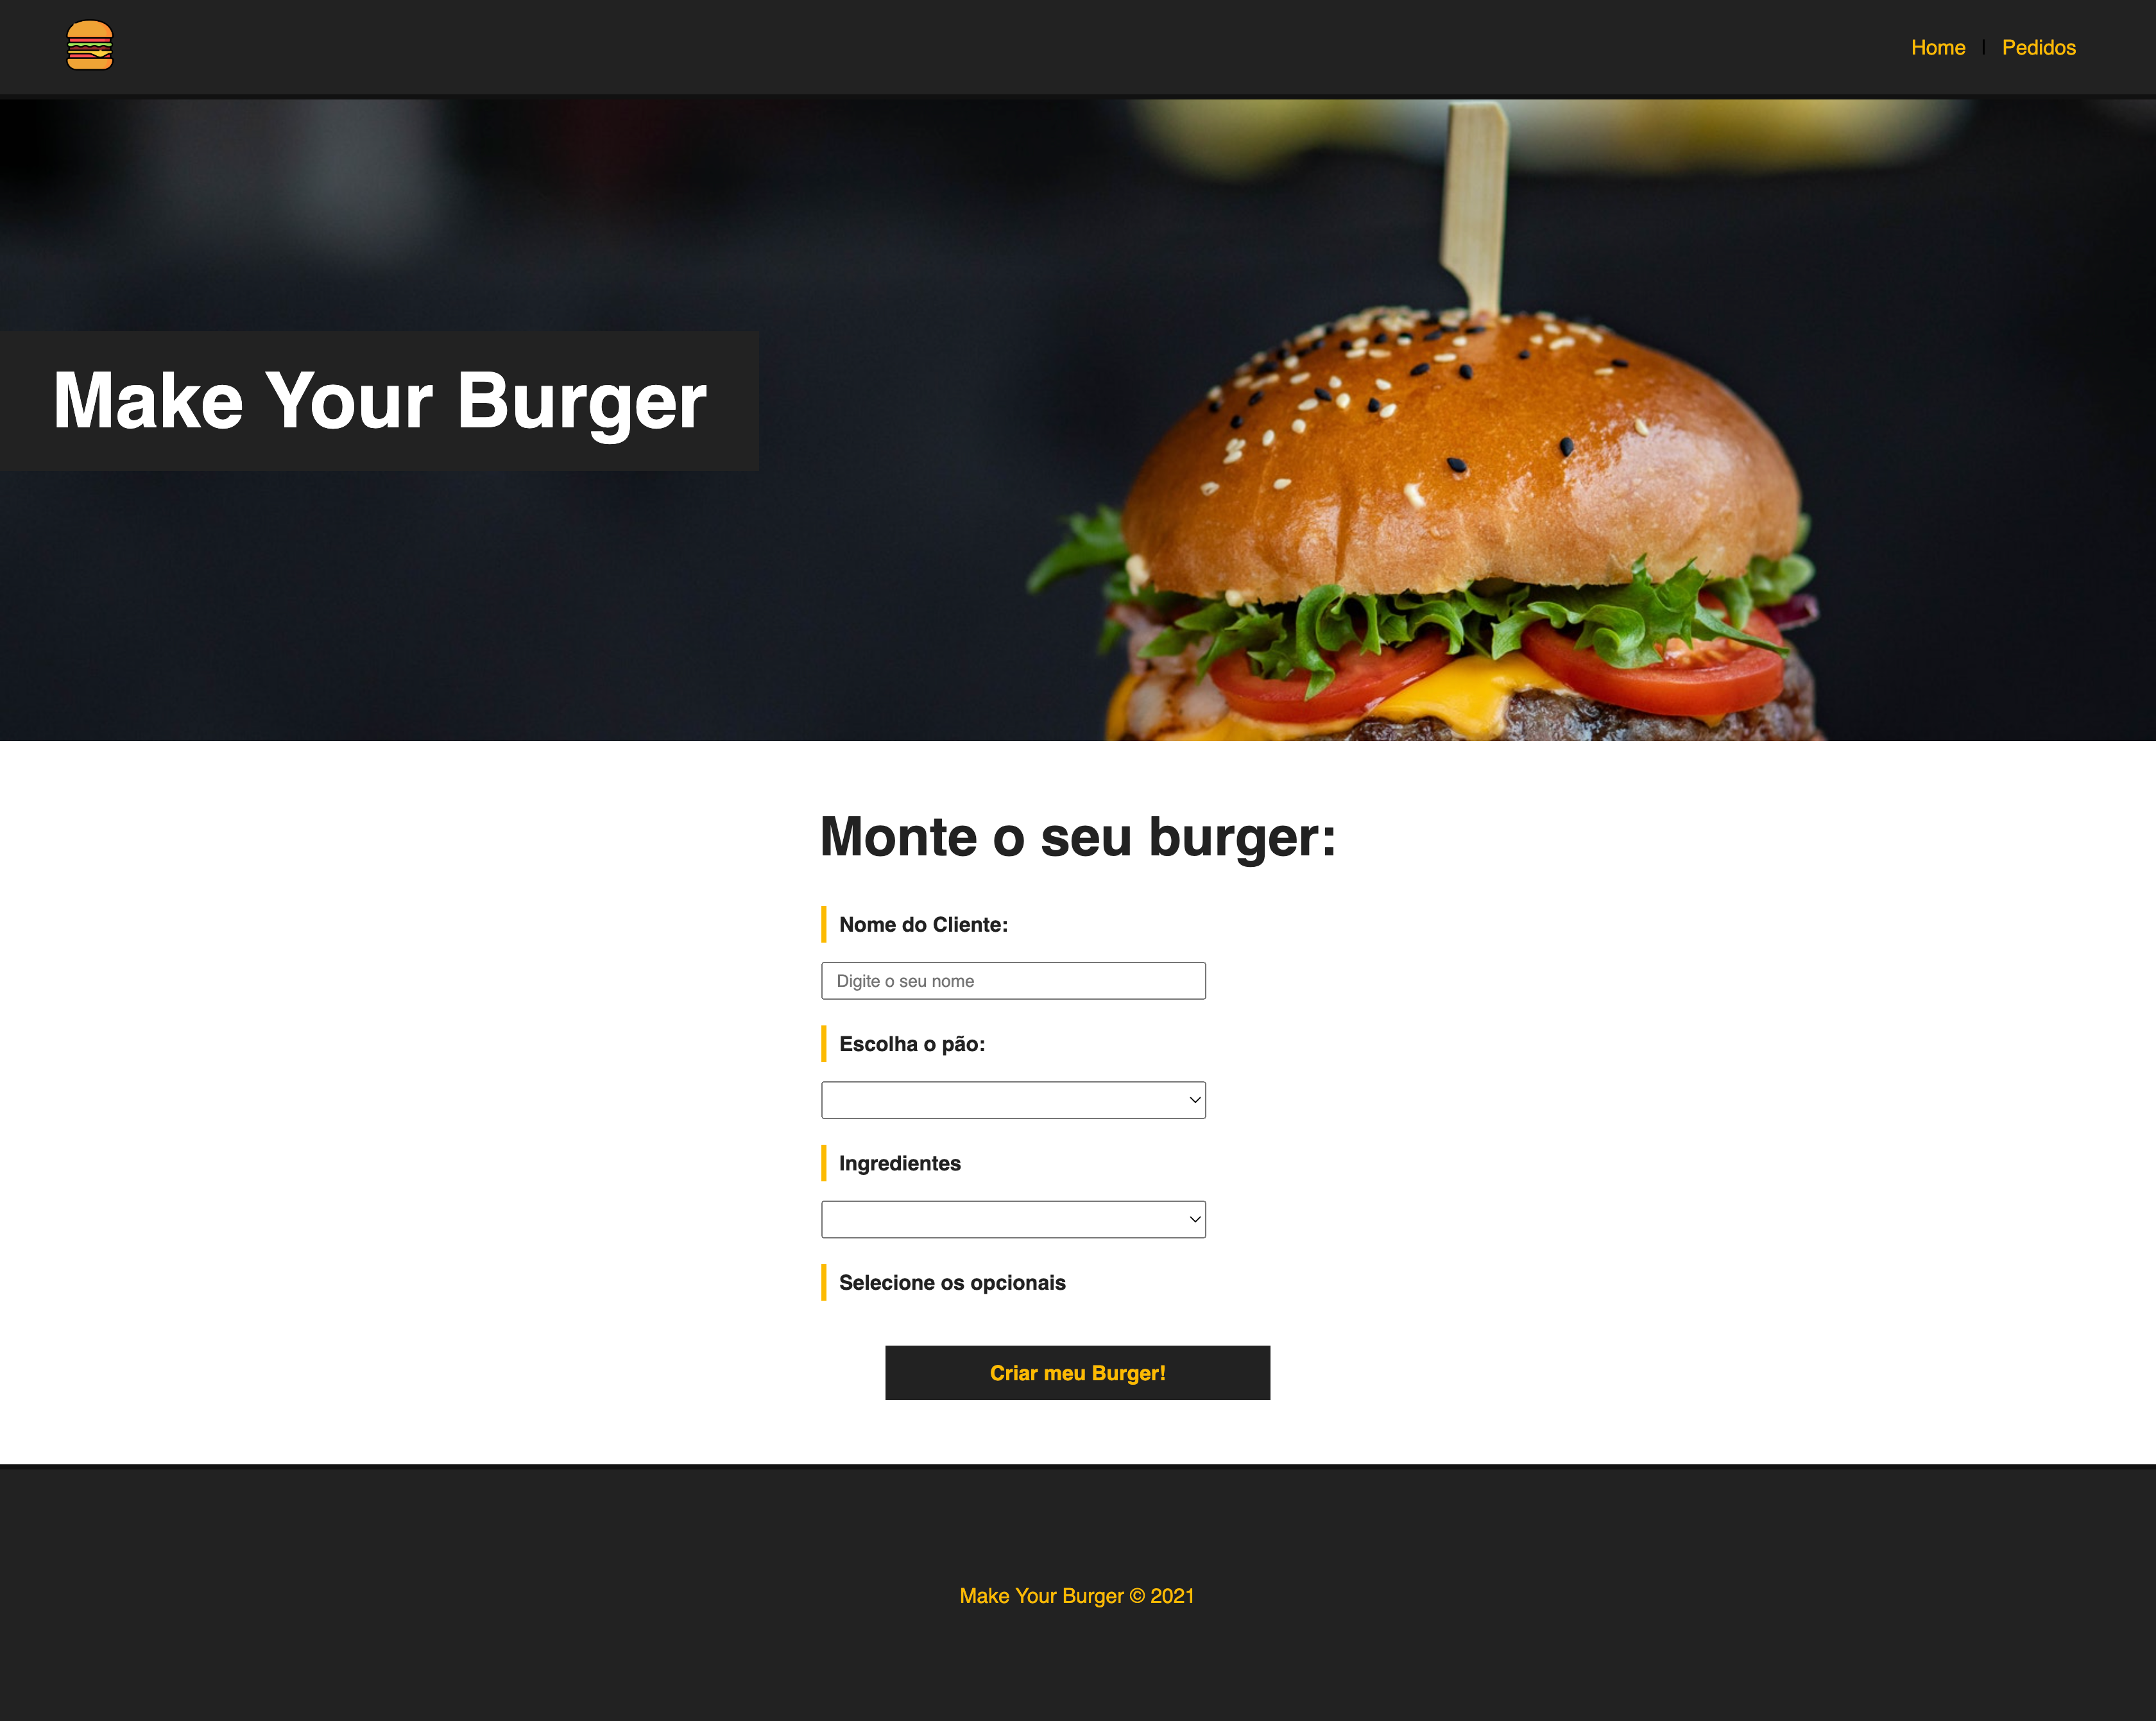 Home | Pedidos
Make Your Burger
Monte o seu burger:
Nome do Cliente:
Digite o seu nome
Escolha o pão:
Ingredientes
Selecione os opcionais
Criar meu Burger!
Make Your Burger © 2021